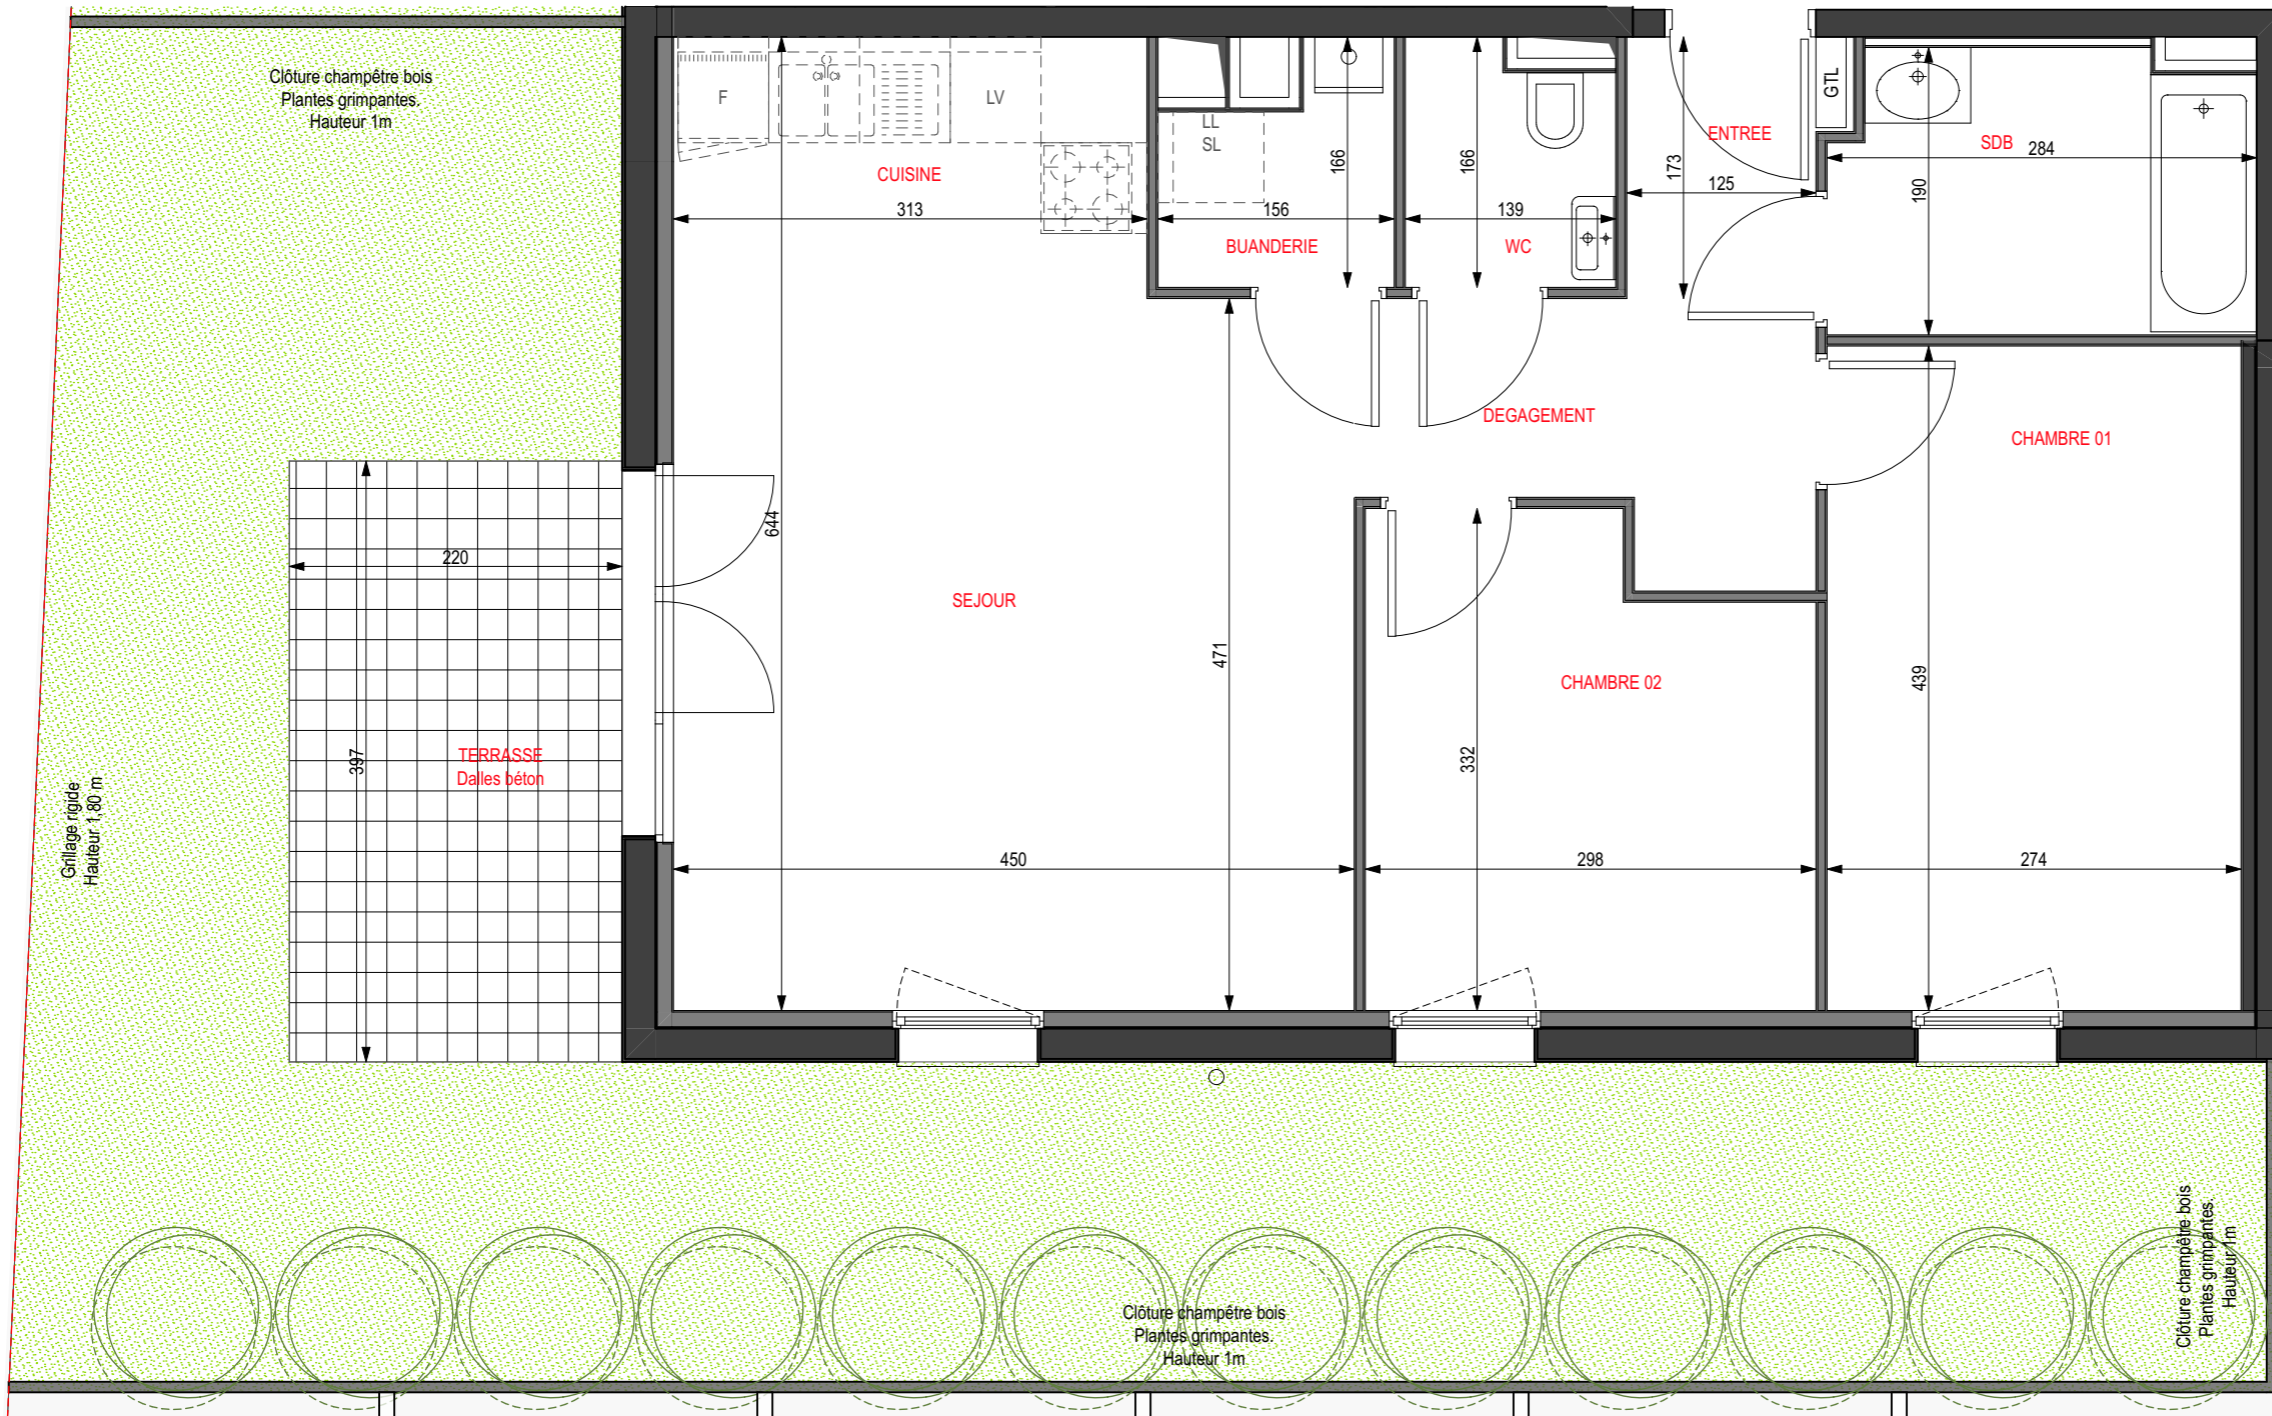 Clôture champêtre bois
Plantes grimpantes.
Hauteur 1m
F
LV
CUISINE
313
LL
SL
166
156
BUANDERIE
166
139
WC
ENTREE
173
125
GTL
SDB
284
190
DEGAGEMENT
CHAMBRE 01
644
220
SEJOUR
471
CHAMBRE 02
439
332
397
TERRASSE
Dalles béton
Grillage rigide
Hauteur 1,80 m
450
298
274
Clôture champêtre bois
Plantes grimpantes.
Hauteur 1m
Clôture champêtre bois
Plantes grimpantes.
Hauteur 1m